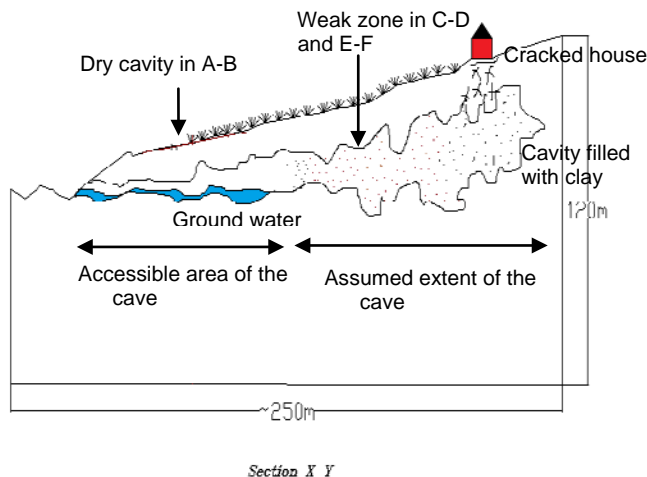 Weak zone in C-D
and E-F
Dry cavity in A-B
Cracked house
Cavity filled
with clay
120m
Ground water
Accessible area of the
cave
Assumed extent of the
cave
~250m
Section X Y